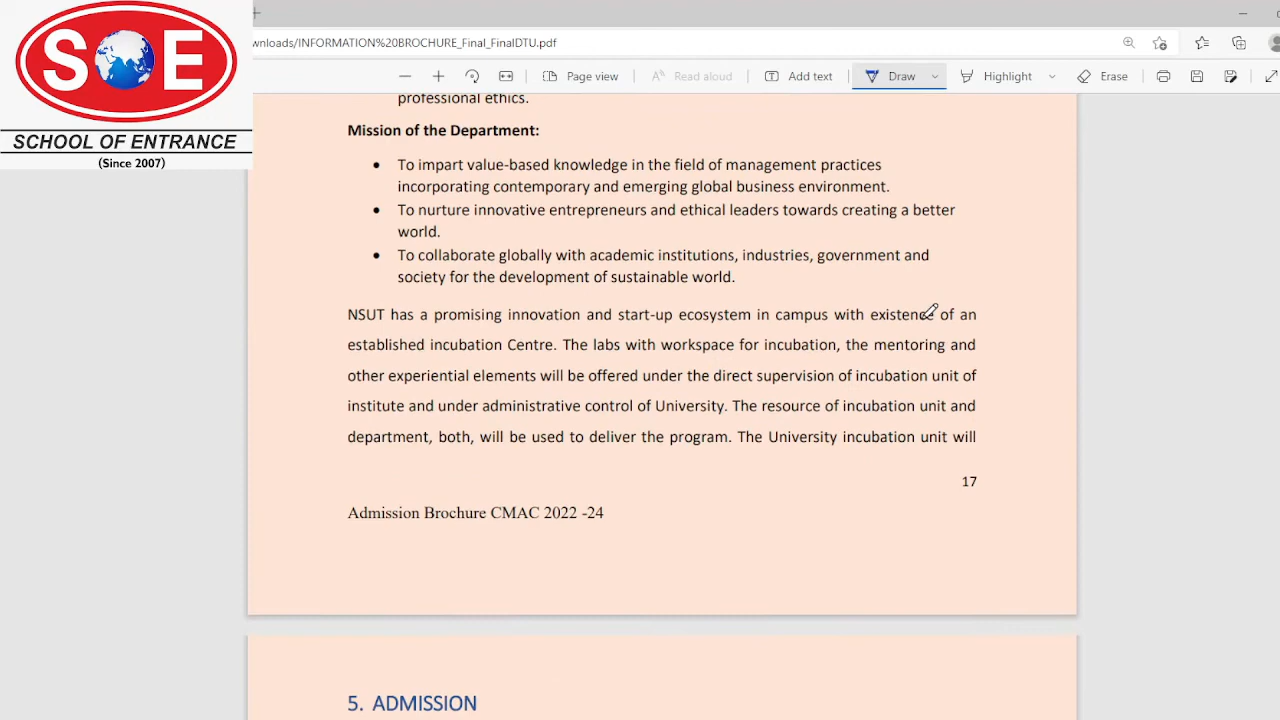 SOE
SCHOOL OF ENTRANCE
(Since 2007)
wnloads/INFORMATION%20BROCHURE_Final_FinalDTU.pdf
Page view
Read aloud
Add text
Draw
Highlight
Erase
professional ethics.
Mission of the Department:
• To impart value-based knowledge in the field of management practices
incorporating contemporary and emerging global business environment.
• To nurture innovative entrepreneurs and ethical leaders towards creating a better
world.
• To collaborate globally with academic institutions, industries, government and
society for the development of sustainable world.
NSUT has a promising innovation and start-up ecosystem in campus with existence of an
established incubation Centre. The labs with workspace for incubation, the mentoring and
other experiential elements will be offered under the direct supervision of incubation unit of
institute and under administrative control of University. The resource of incubation unit and
department, both, will be used to deliver the program. The University incubation unit will
17
Admission Brochure CMAC 2022 -24
5. ADMISSION